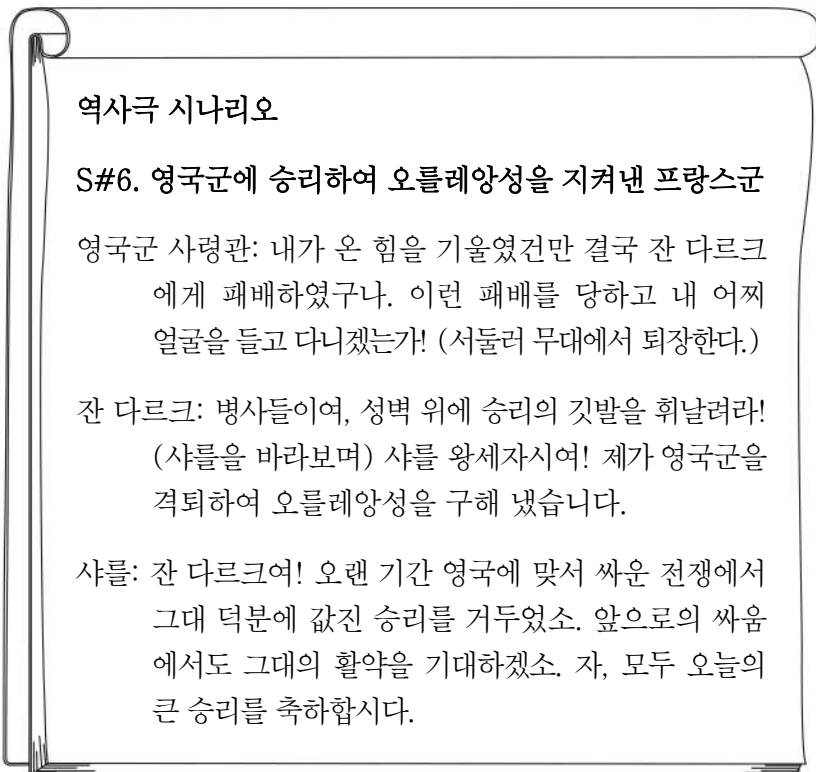 역사극 시나리오
S#6. 영국군에 승리하여 오를레앙성을 지켜낸 프랑스군
영국군 사령관: 내가 온 힘을 기울였건만 결국 잔 다르크
에게 패배하였구나. 이런 패배를 당하고 내 어찌
얼굴을 들고 다니겠는가! (서둘러 무대에서 퇴장한다.)
잔 다르크: 병사들이여, 성벽 위에 승리의 깃발을 휘날려라!
(샤를을 바라보며) 샤를 왕세자시여! 제가 영국군을
격퇴하여 오를레앙성을 구해 냈습니다.
샤를: 잔 다르크여! 오랜 기간 영국에 맞서 싸운 전쟁에서
그대 덕분에 값진 승리를 거두었소. 앞으로의 싸움
에서도 그대의 활약을 기대하겠소. 자, 모두 오늘의
큰 승리를 축하합시다.